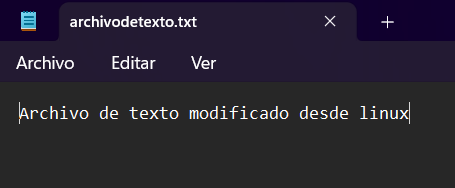 archivodetexto.txt
Archivo Editar Ver
Archivo de texto modificado desde linux